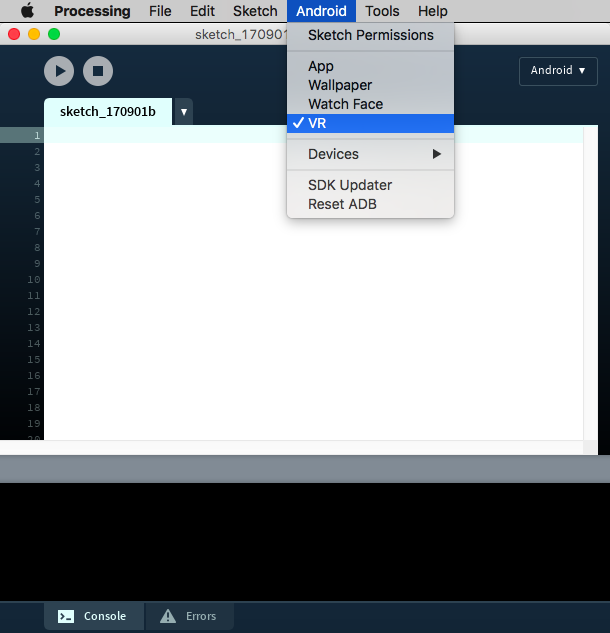 Processing File Edit Sketch Android Tools Help
sketch_17090
Sketch Permissions
App
Wallpaper
Watch Face
✓ VR
Devices ▶
SDK Updater
Reset ADB
Android ▼
sketch_170901b ▼
1
2
3
4
5
6
7
8
9
10
11
12
13
14
15
16
17
18
19
20
Console
Errors